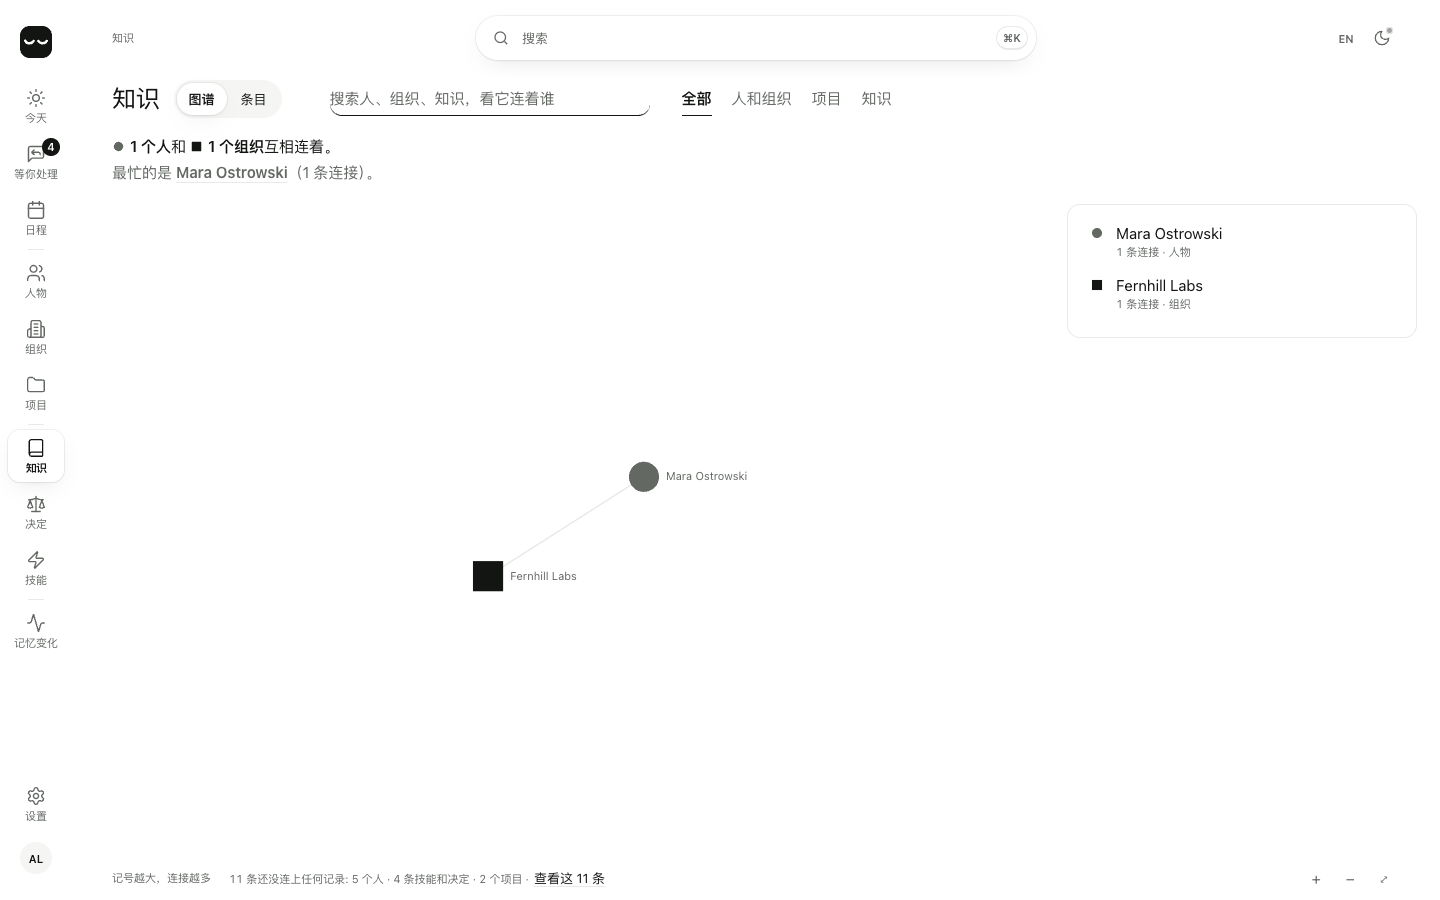 知识
搜索
⌘K
EN
今天
4
等你处理
日程
人物
组织
项目
知识
决定
技能
记忆变化
设置
AL
知识
图谱
条目
搜索人、组织、知识，看它连着谁
全部
人和组织
项目
知识
1 个人和 1 个组织互相连着。
最忙的是 Mara Ostrowski（1 条连接）。
Mara Ostrowski
1 条连接 · 人物
Fernhill Labs
1 条连接 · 组织
Mara Ostrowski
Fernhill Labs
记号越大，连接越多
11 条还没连上任何记录: 5 个人 · 4 条技能和决定 · 2 个项目 · 查看这 11 条